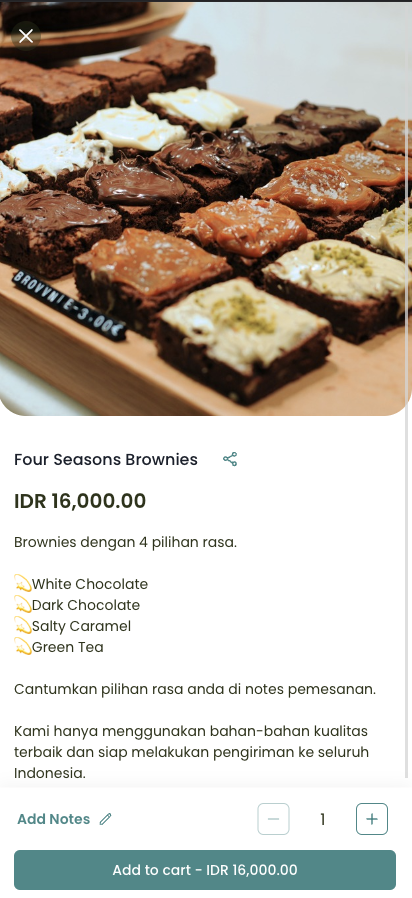 BROWNIE-3.00€
Four Seasons Brownies
IDR 16,000.00
Brownies dengan 4 pilihan rasa.
💫White Chocolate
💫Dark Chocolate
💫Salty Caramel
💫Green Tea
Cantumkan pilihan rasa anda di notes pemesanan.
Kami hanya menggunakan bahan-bahan kualitas
terbaik dan siap melakukan pengiriman ke seluruh
Indonesia.
Add Notes
1
Add to cart - IDR 16,000.00